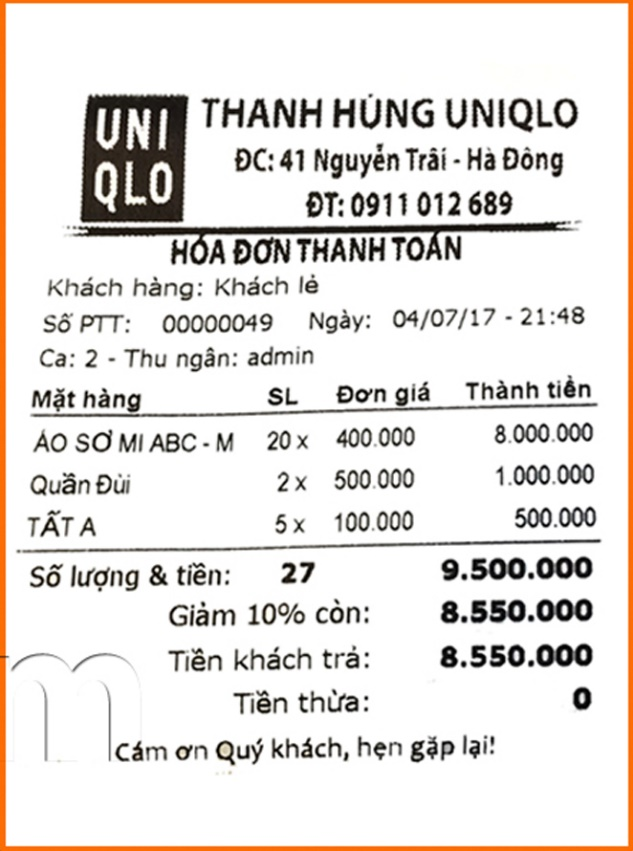 UNI
QLO
THANH HÙNG UNIQLO
ĐC: 41 Nguyễn Trãi - Hà Đông
ĐT: 0911 012 689
HÓA ĐƠN THANH TOÁN
Khách hàng: Khách lẻ
Số PTT: 00000049 Ngày: 04/07/17 - 21:48
Ca: 2 - Thu ngân: admin
Mặt hàng SL Đơn giá Thành tiền
ÁO SƠ MI ABC - M 20 x 400.000 8.000.000
Quần Đùi 2 x 500.000 1.000.000
TẤT A 5 x 100.000 500.000
Số lượng & tiền: 27 9.500.000
Giảm 10% còn: 8.550.000
Tiền khách trả: 8.550.000
Tiền thừa: 0
m
Cám ơn Quý khách, hẹn gặp lại!